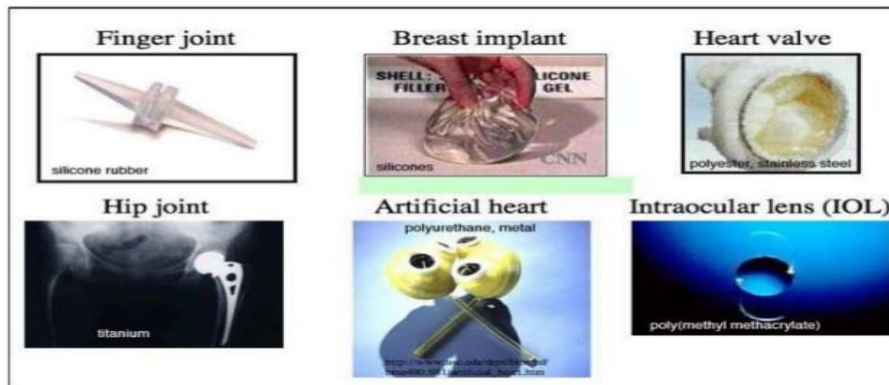 Finger joint
Breast implant
Heart valve
SHELL: S
ILICONE
FILLER
GEL
CNN
silicone rubber
silicones
polyester, stainless steel
Hip joint
Artificial heart
Intraocular lens (IOL)
polyurethane, metal
titanium
poly(methyl methacrylate)